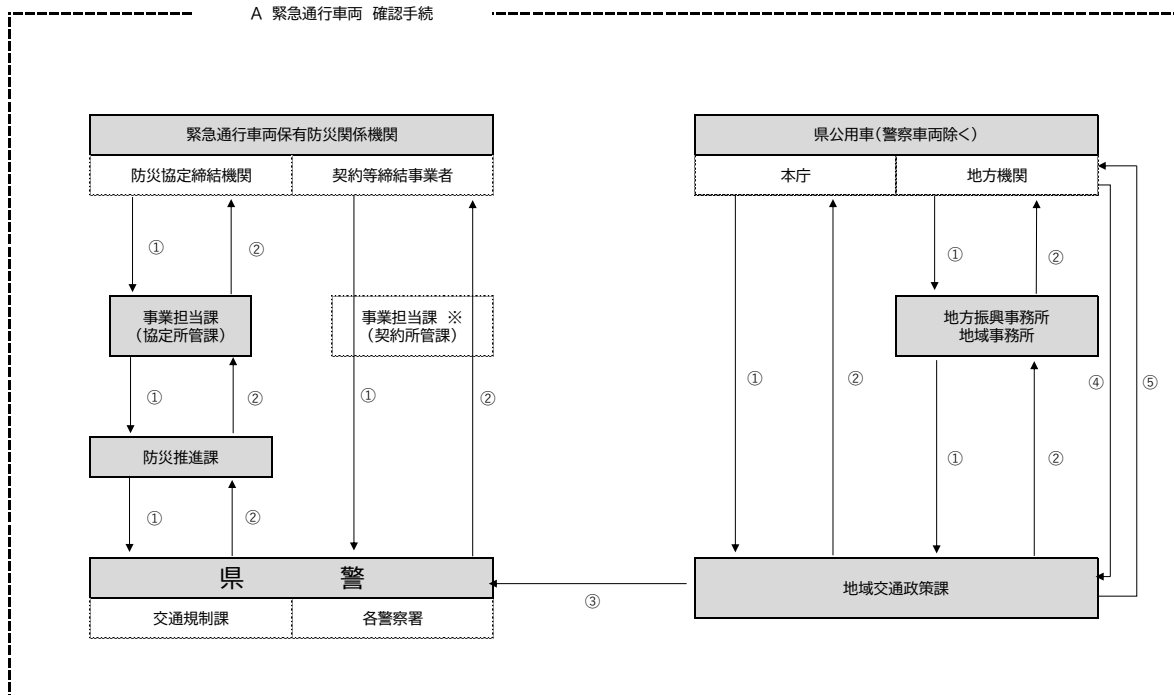 A 緊急通行車両 確認手続
緊急通行車両保有防災関係機関
防災協定締結機関
契約等締結事業者
県公用車(警察車両除く)
本庁
地方機関
①
②
①
②
事業担当課
(協定所管課)
事業担当課 ※
(契約所管課)
地方振興事務所
地域事務所
①
②
①
②
①
②
④
⑤
防災推進課
①
②
①
②
県 警
交通規制課
各警察署
③
地域交通政策課